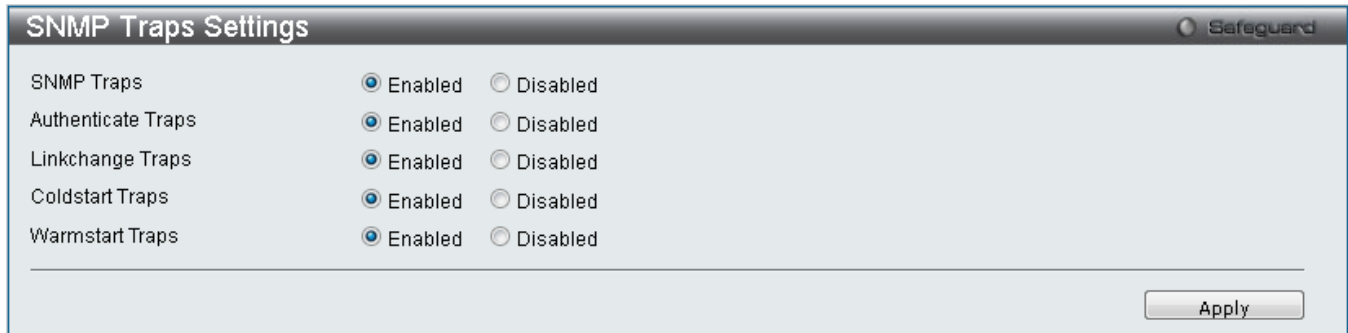 SNMP Traps Settings
Safeguard
SNMP Traps Enabled Disabled
Authenticate Traps Enabled Disabled
Linkchange Traps Enabled Disabled
Coldstart Traps Enabled Disabled
Warmstart Traps Enabled Disabled
Apply